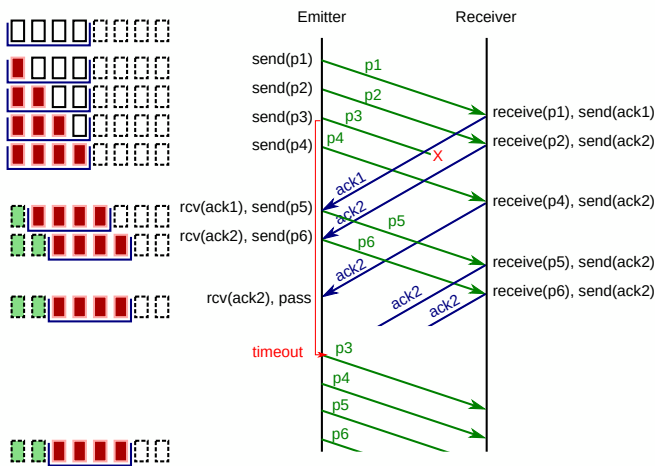 Emitter Receiver
send(p1)
p1
send(p2)
p2
send(p3)
p3
receive(p1), send(ack1)
send(p4)
p4
receive(p2), send(ack2)
X
ack1
rcv(ack1), send(p5)
ack2
receive(p4), send(ack2)
p5
rcv(ack2), send(p6)
p6
ack2
receive(p5), send(ack2)
rcv(ack2), pass
ack2
ack2
receive(p6), send(ack2)
timeout
p3
p4
p5
p6